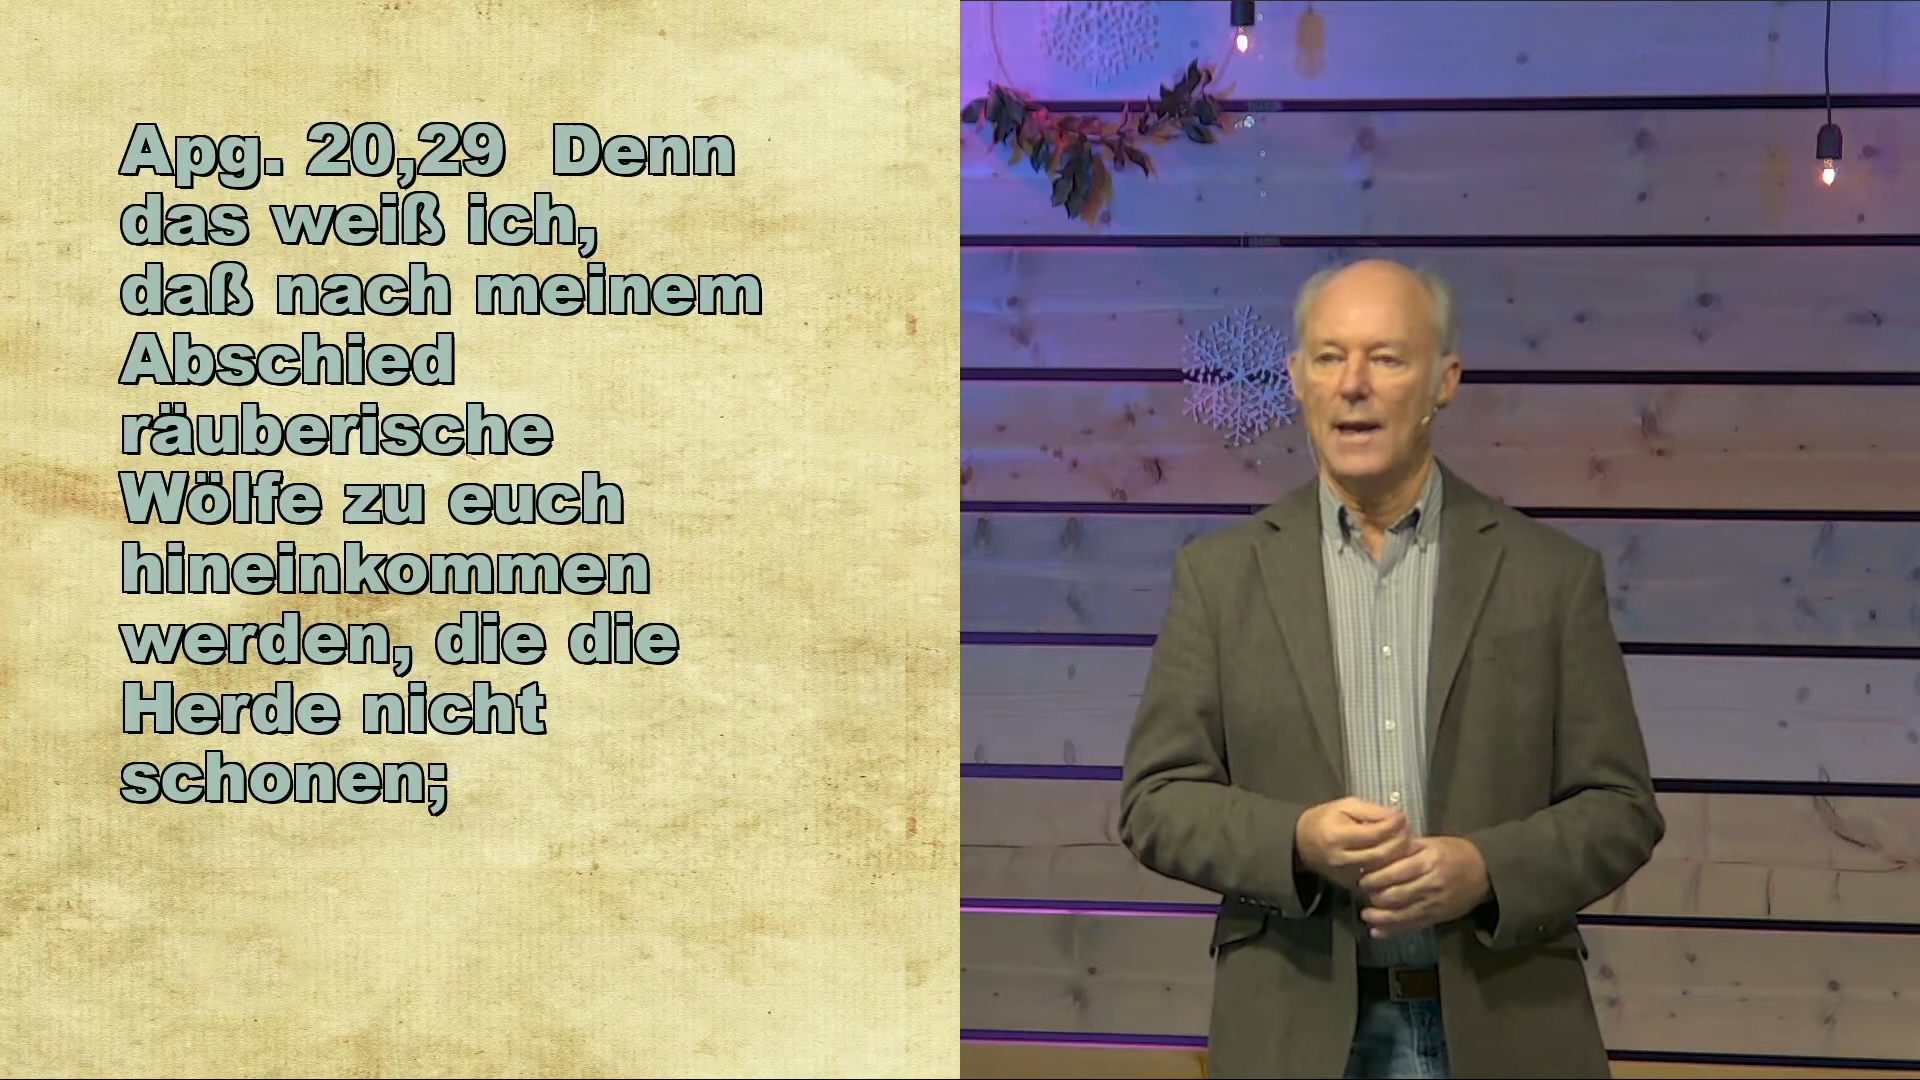 Apg. 20,29  Denn
das weiß ich,
daß nach meinem
Abschied
räuberische
Wölfe zu euch
hineinkommen
werden, die die
Herde nicht
schonen;